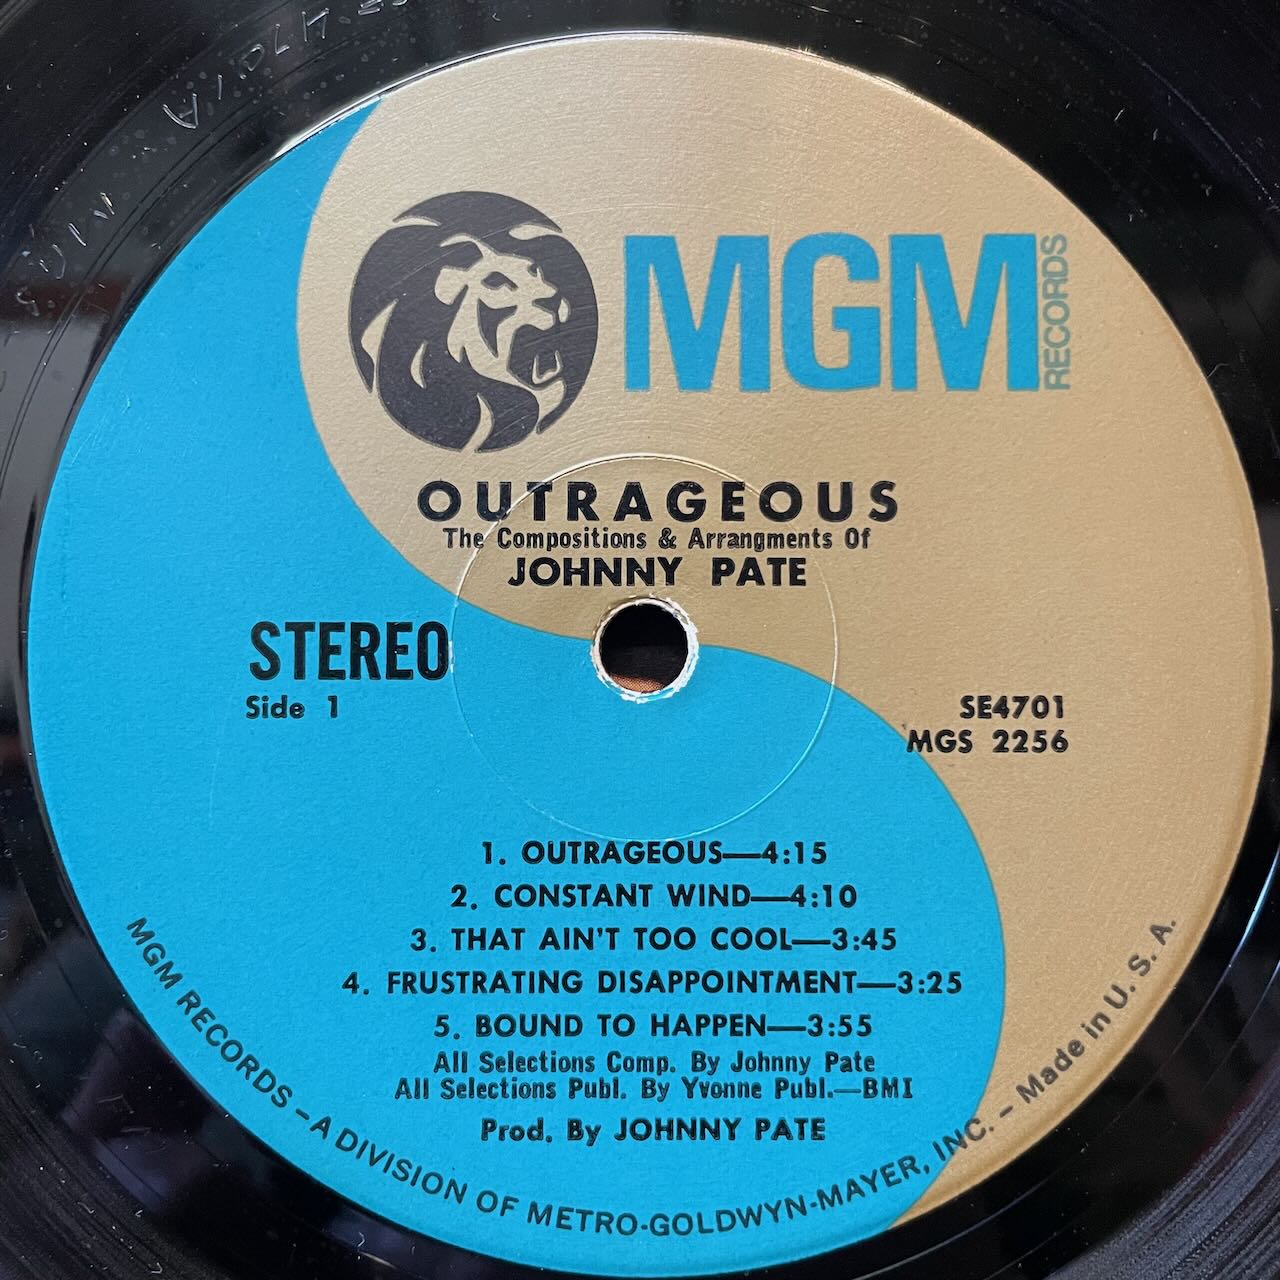 MGM RECORDS
OUTRAGEOUS
The Compositions & Arrangments Of
JOHNNY PATE
STEREO
Side 1
SE4701
MGS 2256
1. OUTRAGEOUS—4:15
2. CONSTANT WIND—4:10
3. THAT AIN'T TOO COOL—3:45
4. FRUSTRATING DISAPPOINTMENT—3:25
5. BOUND TO HAPPEN—3:55
All Selections Comp. By Johnny Pate
All Selections Publ. By Yvonne Publ.—BMI
Prod. By JOHNNY PATE
MGM RECORDS – A DIVISION OF METRO-GOLDWYN-MAYER, INC. – Made in U. S. A.